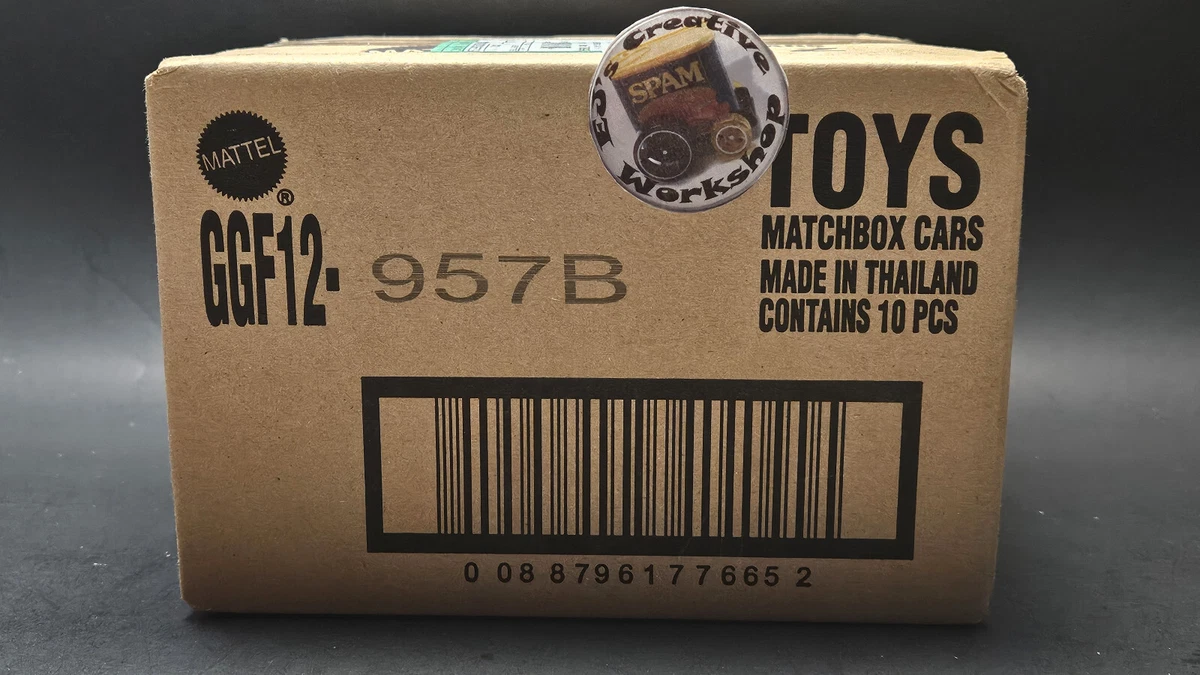 MATTEL
®
GGF12-
957B
EJ's Creative
Workshop
SPAM
TOYS
MATCHBOX CARS
MADE IN THAILAND
CONTAINS 10 PCS
0 08 87961 77665 2